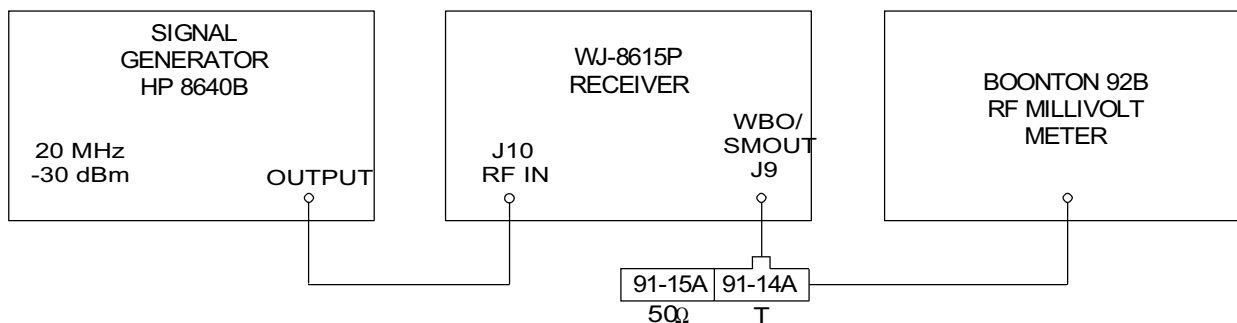 SIGNAL
GENERATOR
HP 8640B
20 MHz
-30 dBm
OUTPUT
WJ-8615P
RECEIVER
J10
RF IN
WBO/
SMOUT
J9
BOONTON 92B
RF MILLIVOLT
METER
91-15A
91-14A
50Ω
T